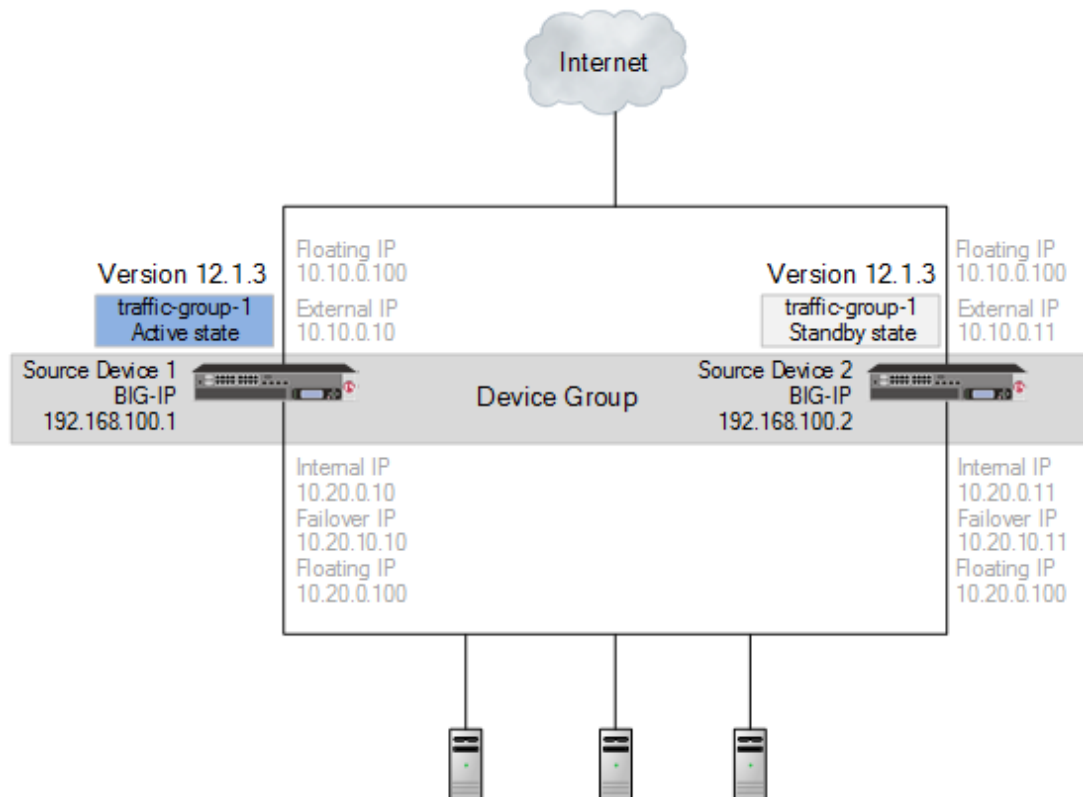 Internet
Floating IP
10.10.0.100
Version 12.1.3
traffic-group-1
Active state
External IP
10.10.0.10
Floating IP
10.10.0.100
Version 12.1.3
traffic-group-1
Standby state
External IP
10.10.0.11
Source Device 1
BIG-IP
192.168.100.1
Device Group
Source Device 2
BIG-IP
192.168.100.2
Internal IP
10.20.0.10
Failover IP
10.20.10.10
Floating IP
10.20.0.100
Internal IP
10.20.0.11
Failover IP
10.20.10.11
Floating IP
10.20.0.100